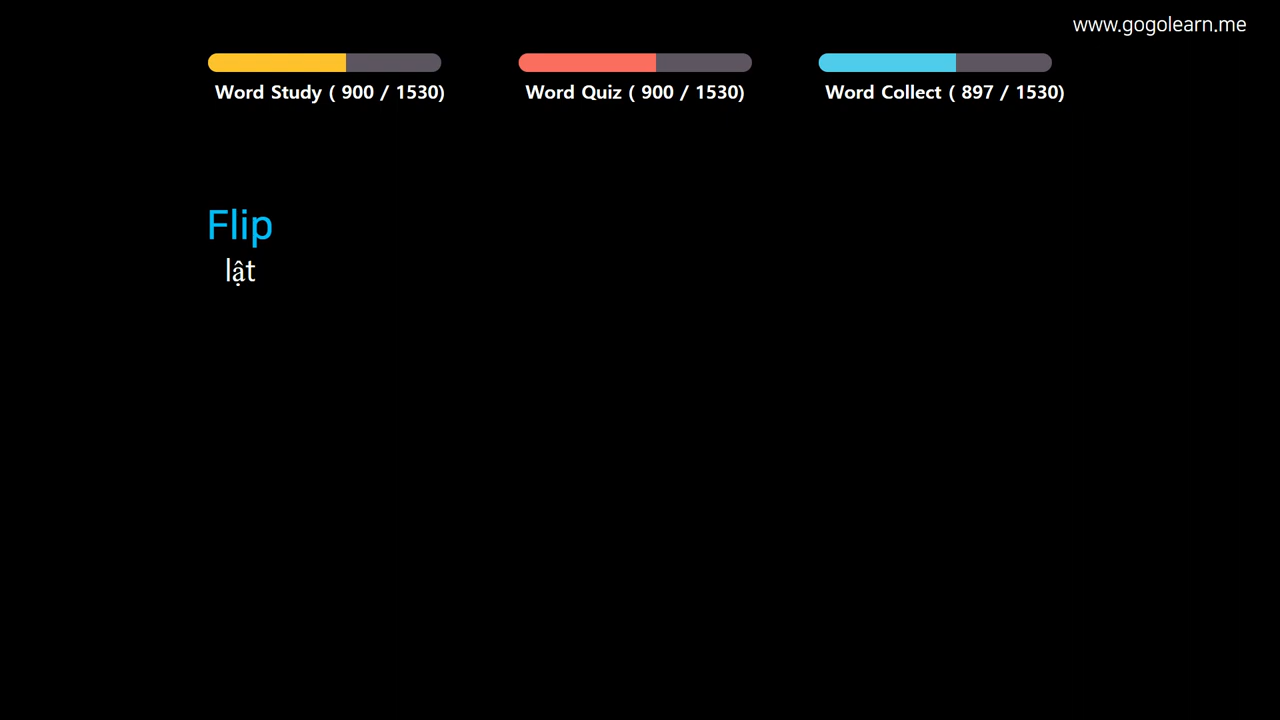 www.gogolearn.me
Word Study ( 900 / 1530)
Word Quiz ( 900 / 1530)
Word Collect ( 897 / 1530)
Flip
lật